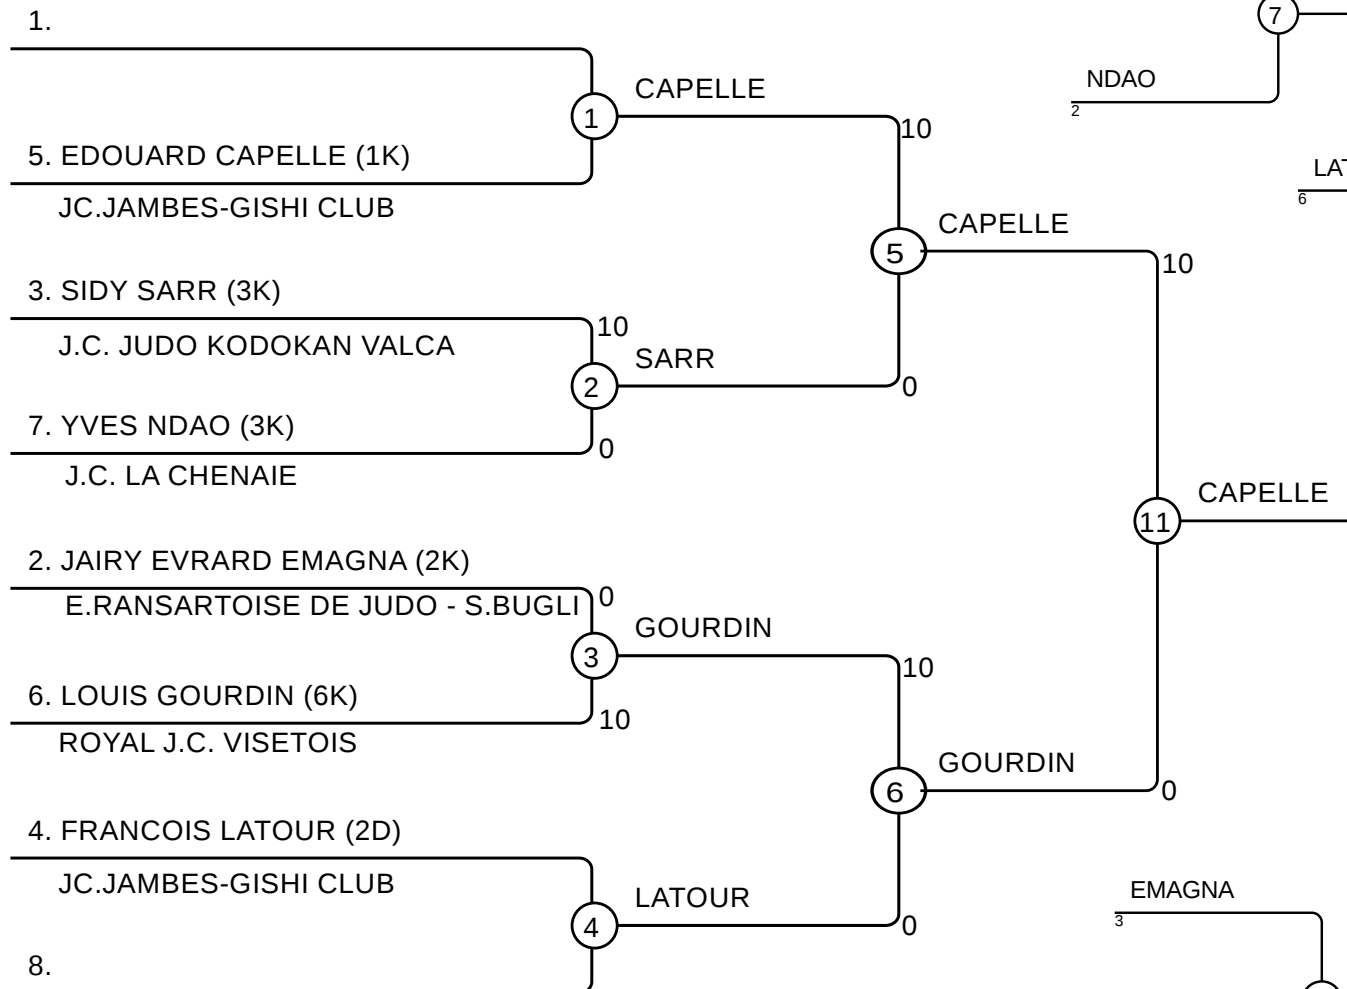 1.
7
CAPELLE
1
NDAO
2
10
5. EDOUARD CAPELLE (1K)
JC.JAMBES-GISHI CLUB
LAT
6
CAPELLE
5
10
3. SIDY SARR (3K)
J.C. JUDO KODOKAN VALCA
10
SARR
2
0
7. YVES NDAO (3K)
0
J.C. LA CHENAIE
CAPELLE
11
2. JAIRY EVRARD EMAGNA (2K)
E.RANSARTOISE DE JUDO - S.BUGLI
0
GOURDIN
3
10
6. LOUIS GOURDIN (6K)
10
ROYAL J.C. VISETOIS
GOURDIN
6
0
4. FRANCOIS LATOUR (2D)
JC.JAMBES-GISHI CLUB
LATOUR
4
0
EMAGNA
3
8.